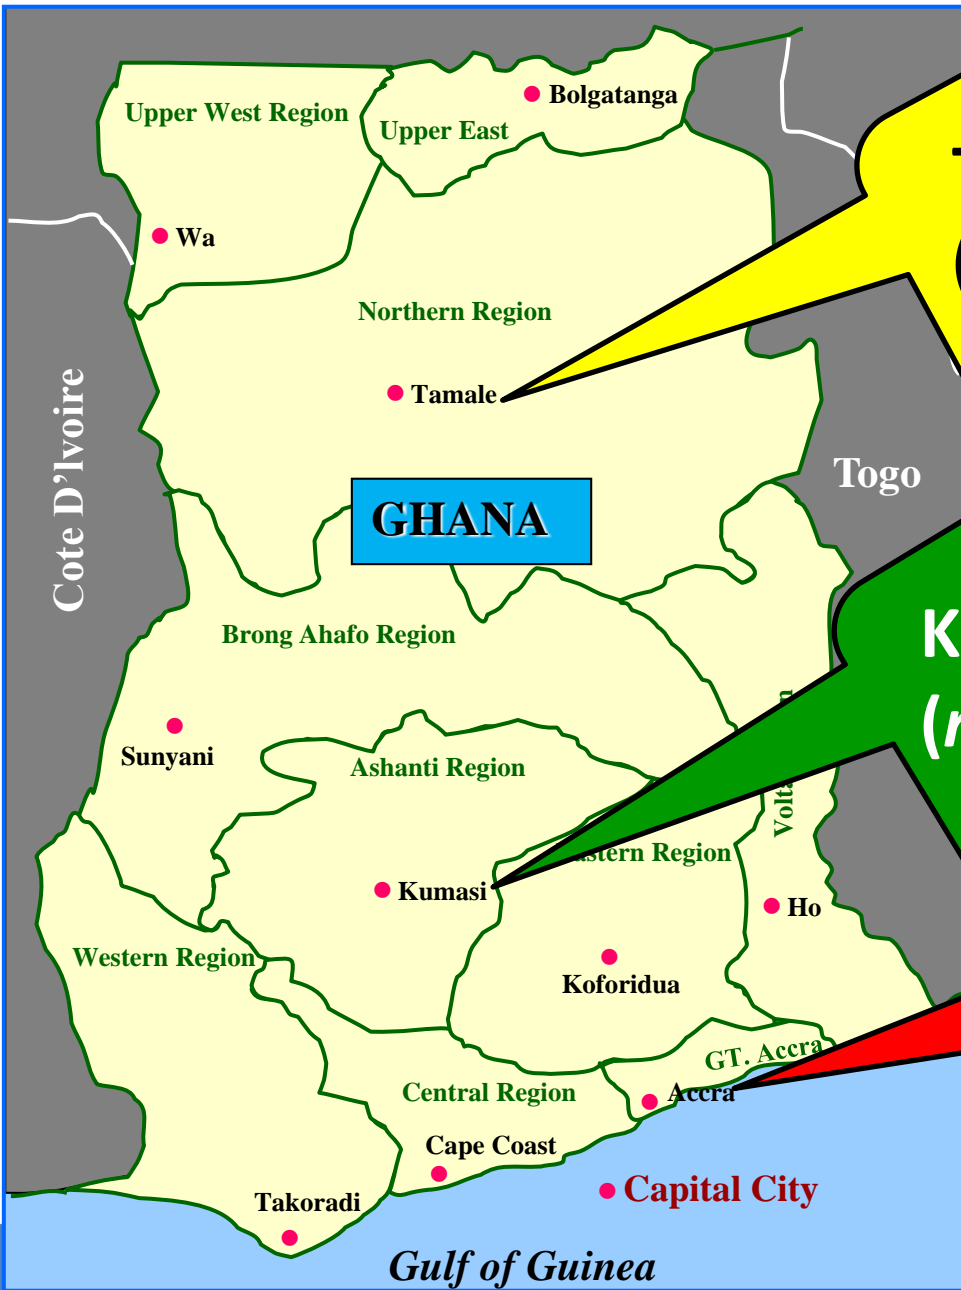 Bolgatanga
Upper West Region
Upper East
Wa
Northern Region
Tamale
Cote D'Ivoire
Togo
GHANA
K
Brong Ahafo Region
(
Sunyani
Ashanti Region
Volta
Eastern Region
Kumasi
Ho
Western Region
Koforidua
GT. Accra
Accra
Central Region
Cape Coast
Capital City
Takoradi
Gulf of Guinea